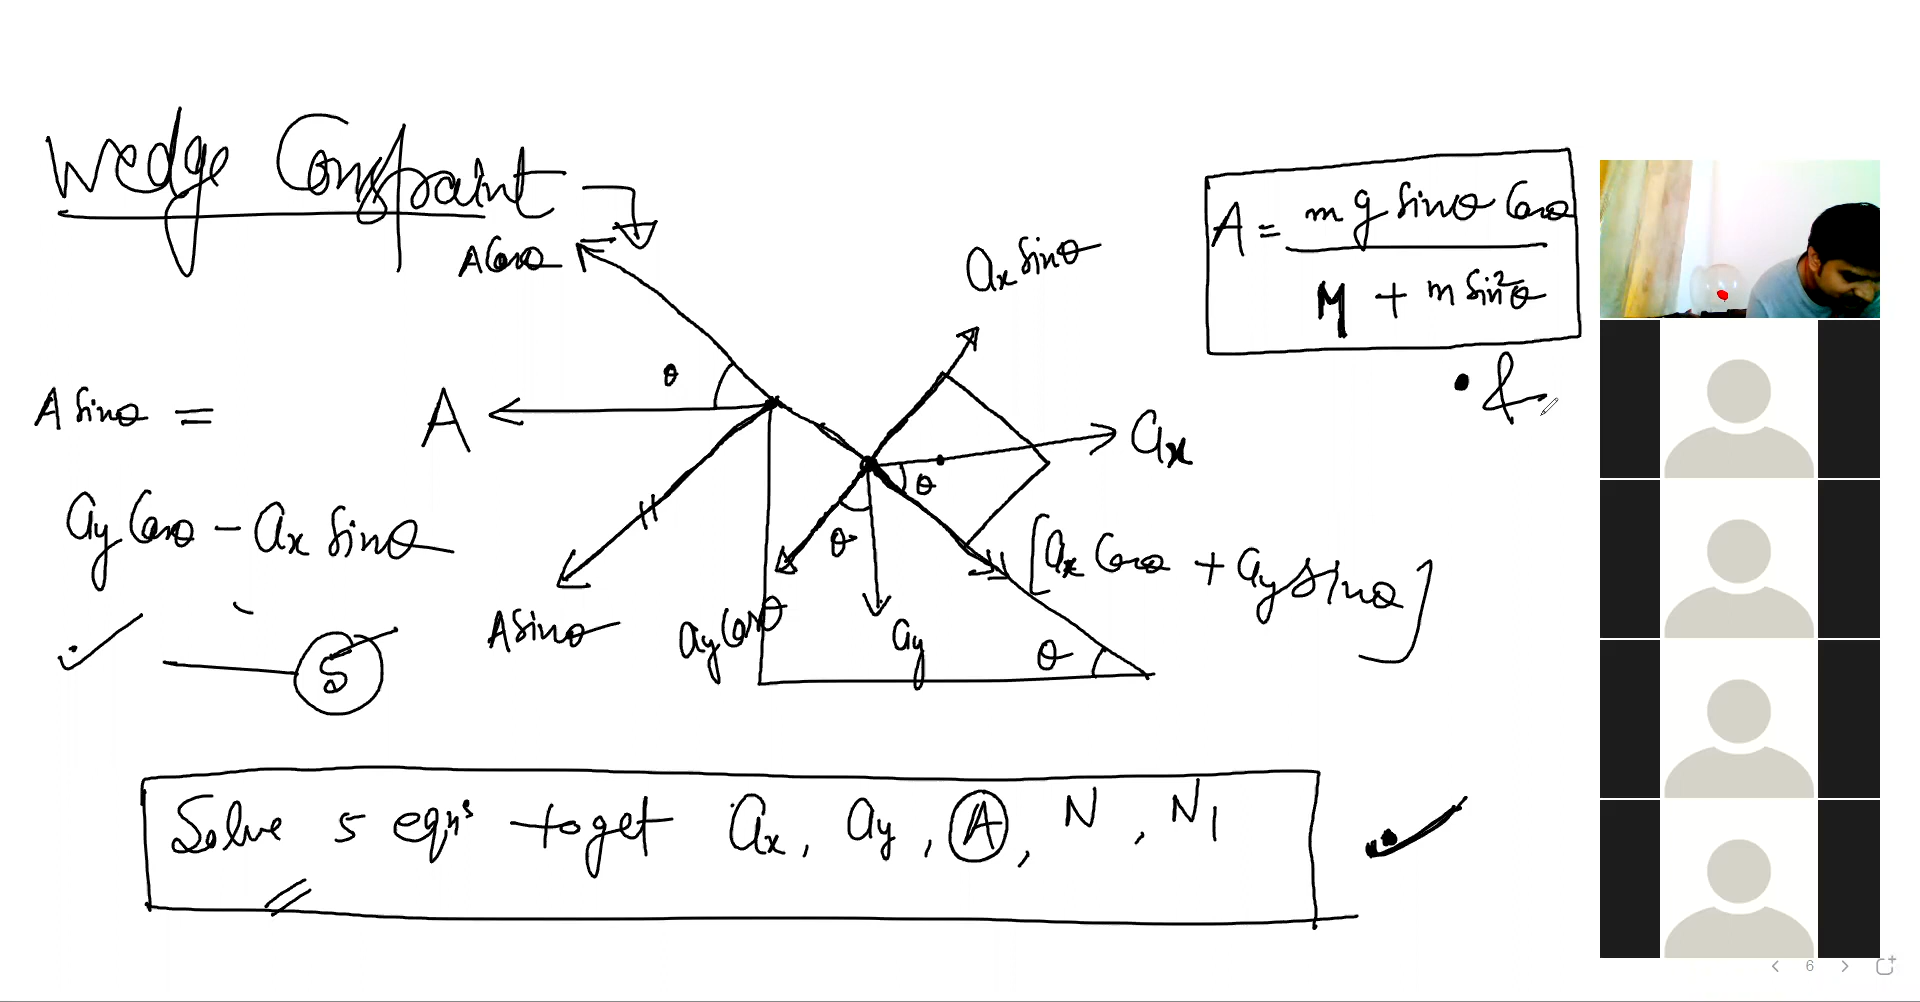 Wedge Constraint
A Cosθ
ax sinθ
A = mg sinθ Cosθ
M + m sin²θ
&
θ
A sinθ =
A
ax
θ
ay Cosθ - ax sinθ
θ
[ax Cosθ + ay sinθ]
A sinθ
ay Cosθ
ay
θ
5
Solve 5 eqns to get ax, ay, A, N, N1
6